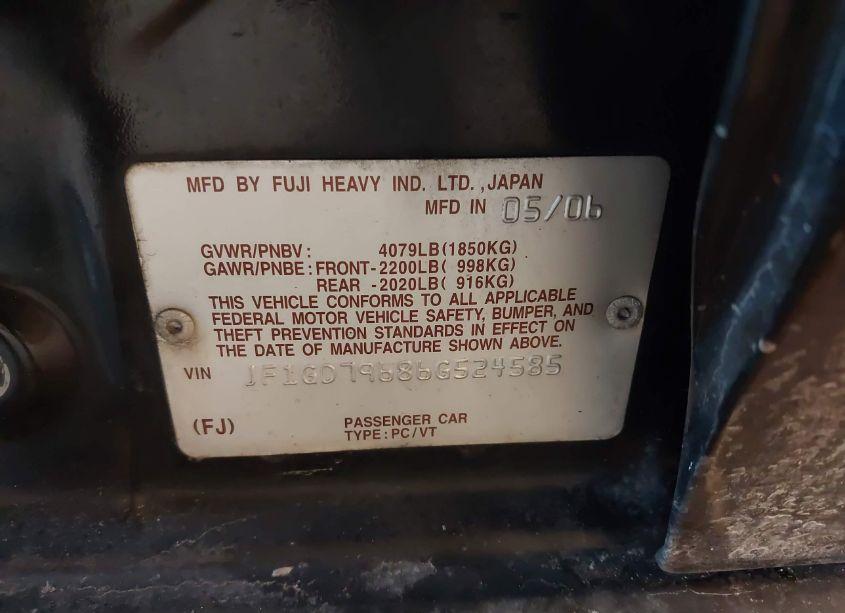 MFD BY FUJI HEAVY IND. LTD.,JAPAN
MFD IN 05/06
GVWR/PNBV: 4079LB(1850KG)
GAWR/PNBE: FRONT-2200LB( 998KG)
REAR -2020LB( 916KG)
THIS VEHICLE CONFORMS TO ALL APPLICABLE
FEDERAL MOTOR VEHICLE SAFETY, BUMPER, AND
THEFT PREVENTION STANDARDS IN EFFECT ON
THE DATE OF MANUFACTURE SHOWN ABOVE.
VIN JF1GD79686G524585
(FJ)
PASSENGER CAR
TYPE:PC/VT